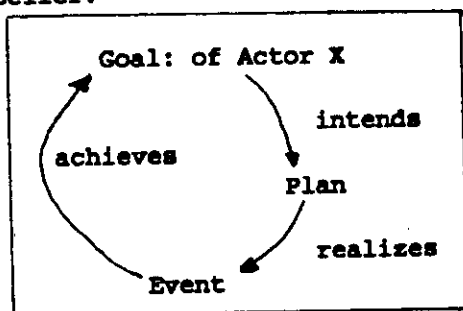 Goal: of Actor X
intends
achieves
Plan
realizes
Event